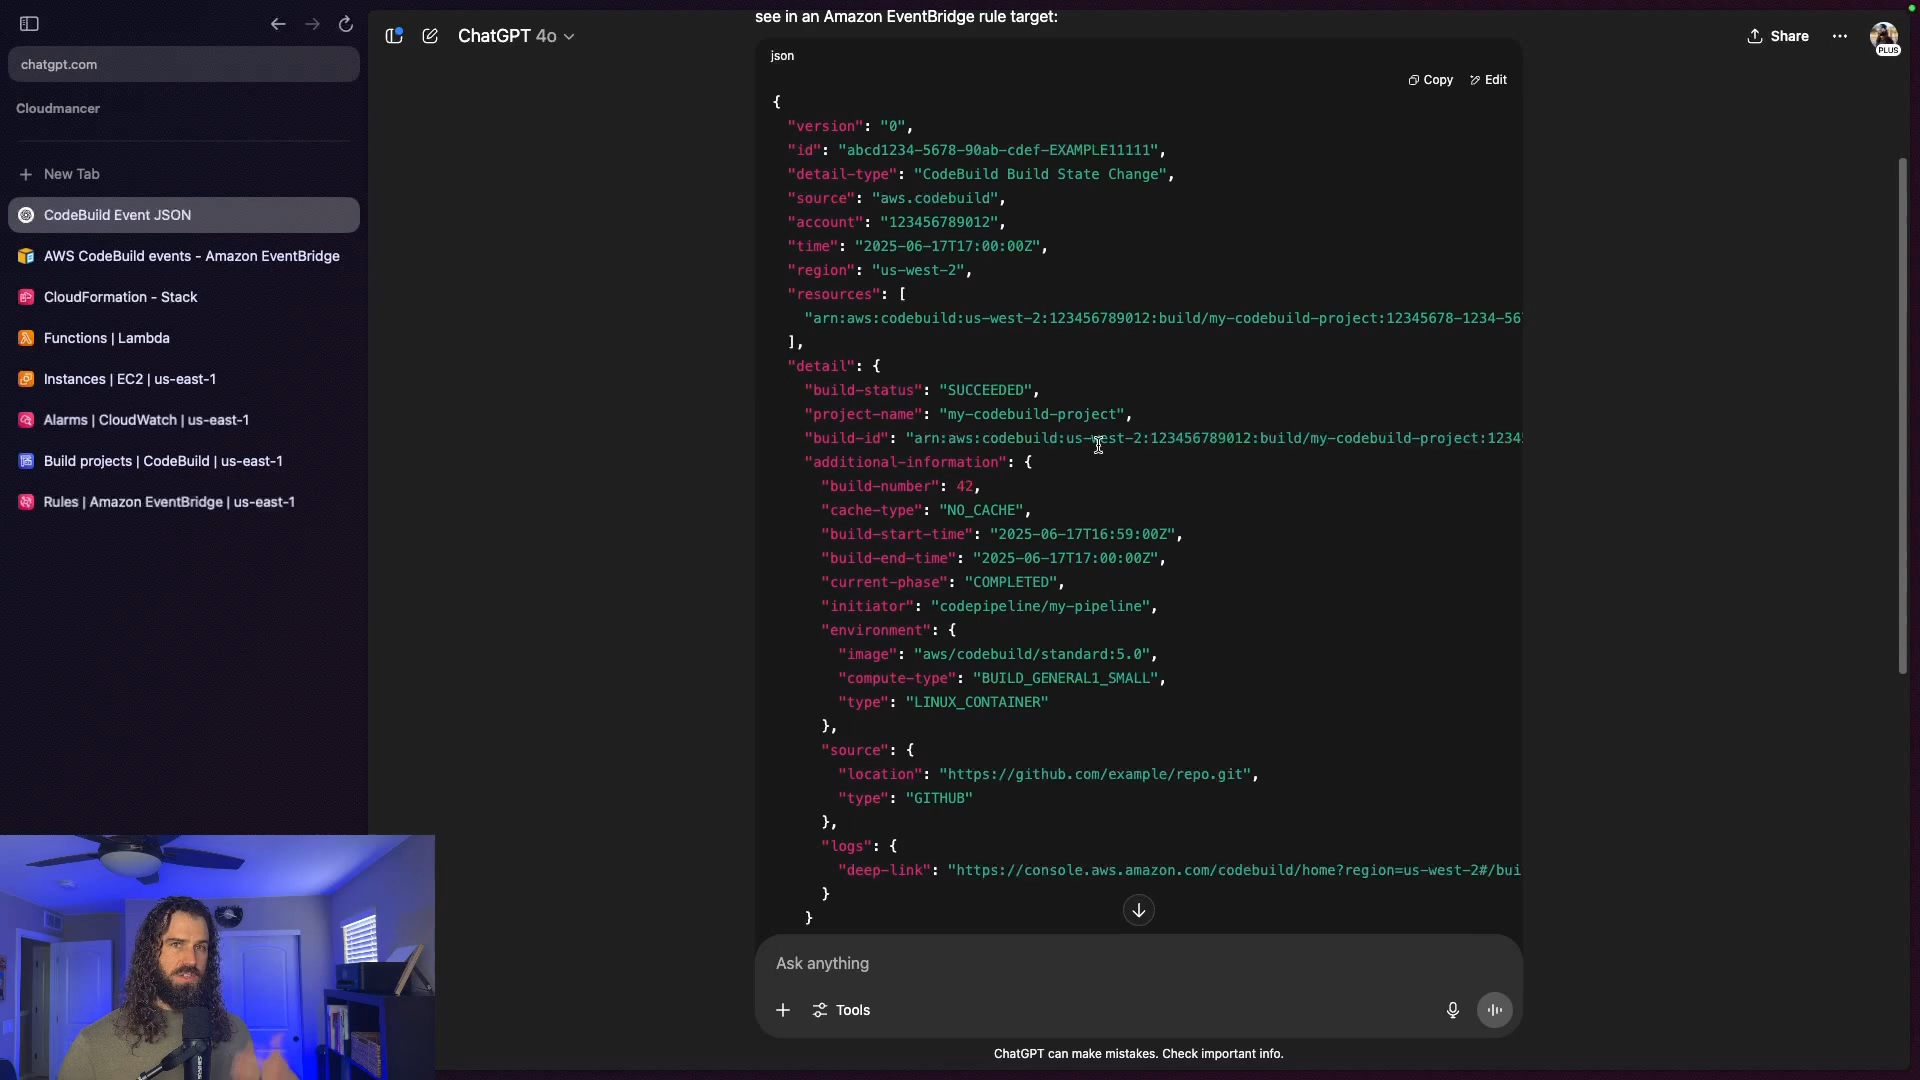 chatgpt.com
Cloudmancer
New Tab
CodeBuild Event JSON
AWS CodeBuild events - Amazon EventBridge
CloudFormation - Stack
Functions | Lambda
Instances | EC2 | us-east-1
Alarms | CloudWatch | us-east-1
Build projects | CodeBuild | us-east-1
Rules | Amazon EventBridge | us-east-1
see in an Amazon EventBridge rule target:
ChatGPT 4o
Share
PLUS
json
Copy Edit
{
"version": "0",
"id": "abcd1234-5678-90ab-cdef-EXAMPLE11111",
"detail-type": "CodeBuild Build State Change",
"source": "aws.codebuild",
"account": "123456789012",
"time": "2025-06-17T17:00:00Z",
"region": "us-west-2",
"resources": [
"arn:aws:codebuild:us-west-2:123456789012:build/my-codebuild-project:12345678-1234-567
],
"detail": {
"build-status": "SUCCEEDED",
"project-name": "my-codebuild-project",
"build-id": "arn:aws:codebuild:us-west-2:123456789012:build/my-codebuild-project:12345
"additional-information": {
"build-number": 42,
"cache-type": "NO_CACHE",
"build-start-time": "2025-06-17T16:59:00Z",
"build-end-time": "2025-06-17T17:00:00Z",
"current-phase": "COMPLETED",
"initiator": "codepipeline/my-pipeline",
"environment": {
"image": "aws/codebuild/standard:5.0",
"compute-type": "BUILD_GENERAL1_SMALL",
"type": "LINUX_CONTAINER"
},
"source": {
"location": "https://github.com/example/repo.git",
"type": "GITHUB"
},
"logs": {
"deep-link": "https://console.aws.amazon.com/codebuild/home?region=us-west-2#/bui
}
}
Ask anything
Tools
ChatGPT can make mistakes. Check important info.